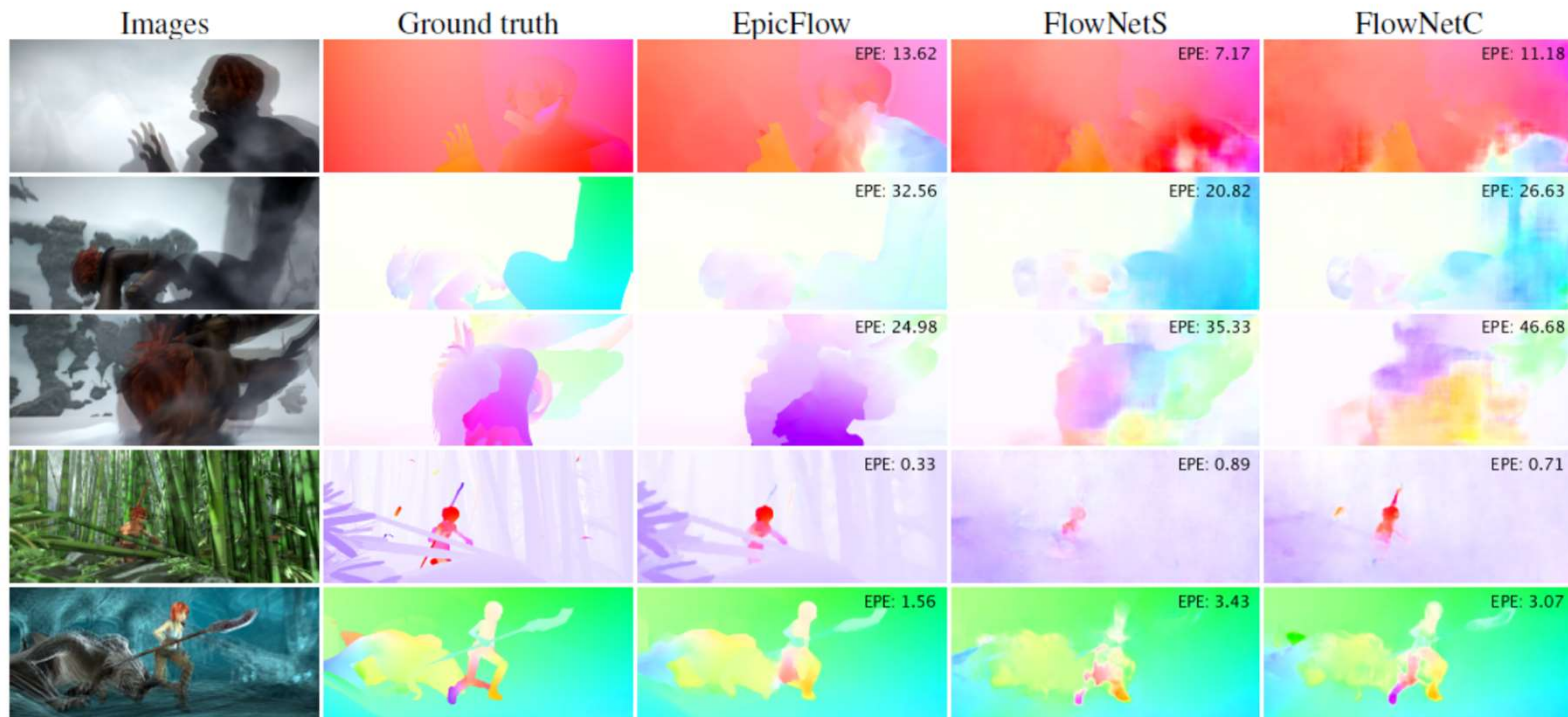 Images Ground truth EpicFlow FlowNetS FlowNetC
EPE: 13.62 EPE: 7.17 EPE: 11.18
EPE: 32.56 EPE: 20.82 EPE: 26.63
EPE: 24.98 EPE: 35.33 EPE: 46.68
EPE: 0.33 EPE: 0.89 EPE: 0.71
EPE: 1.56 EPE: 3.43 EPE: 3.07